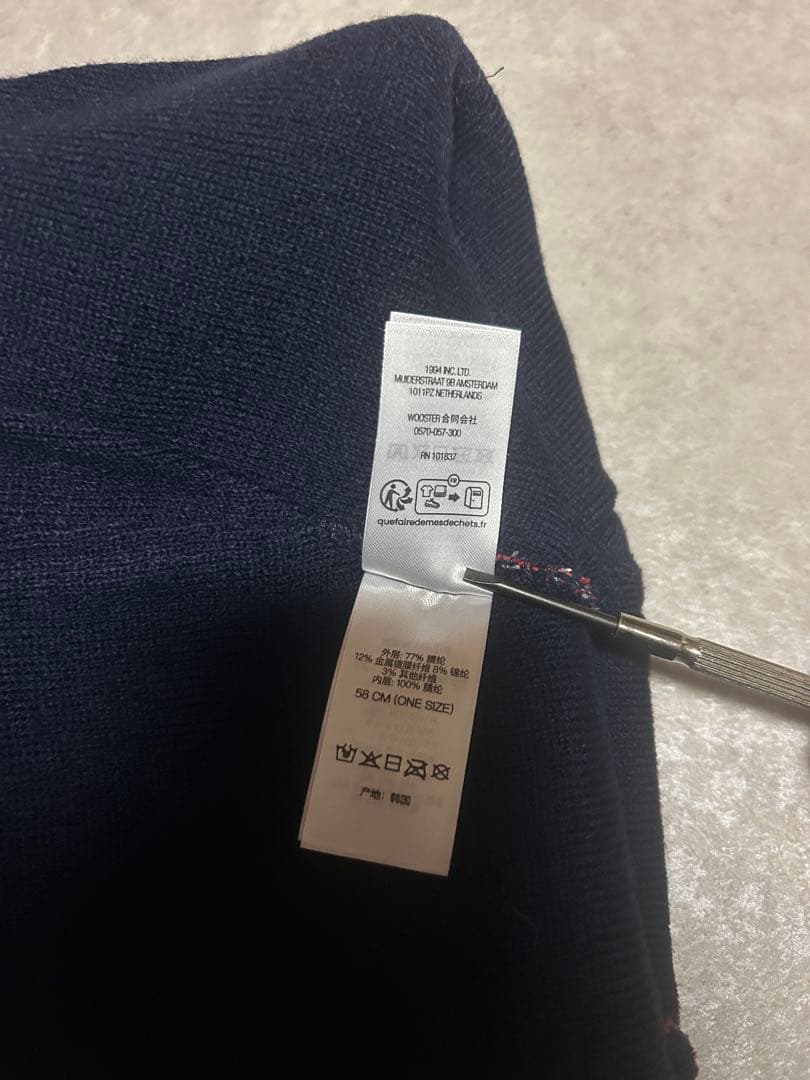 1994 INC. LTD.
MUIDERSTRAAT 9B AMSTERDAM
1011PZ NETHERLANDS
WOOSTER 合同会社
0570-057-300
RN 101837
FR
quefairedemesdechets.fr
外层: 77% 腈纶
12% 金属镀膜纤维 8% 锦纶
3% 其他纤维
内层: 100% 腈纶
58 CM (ONE SIZE)
产地: 韩国